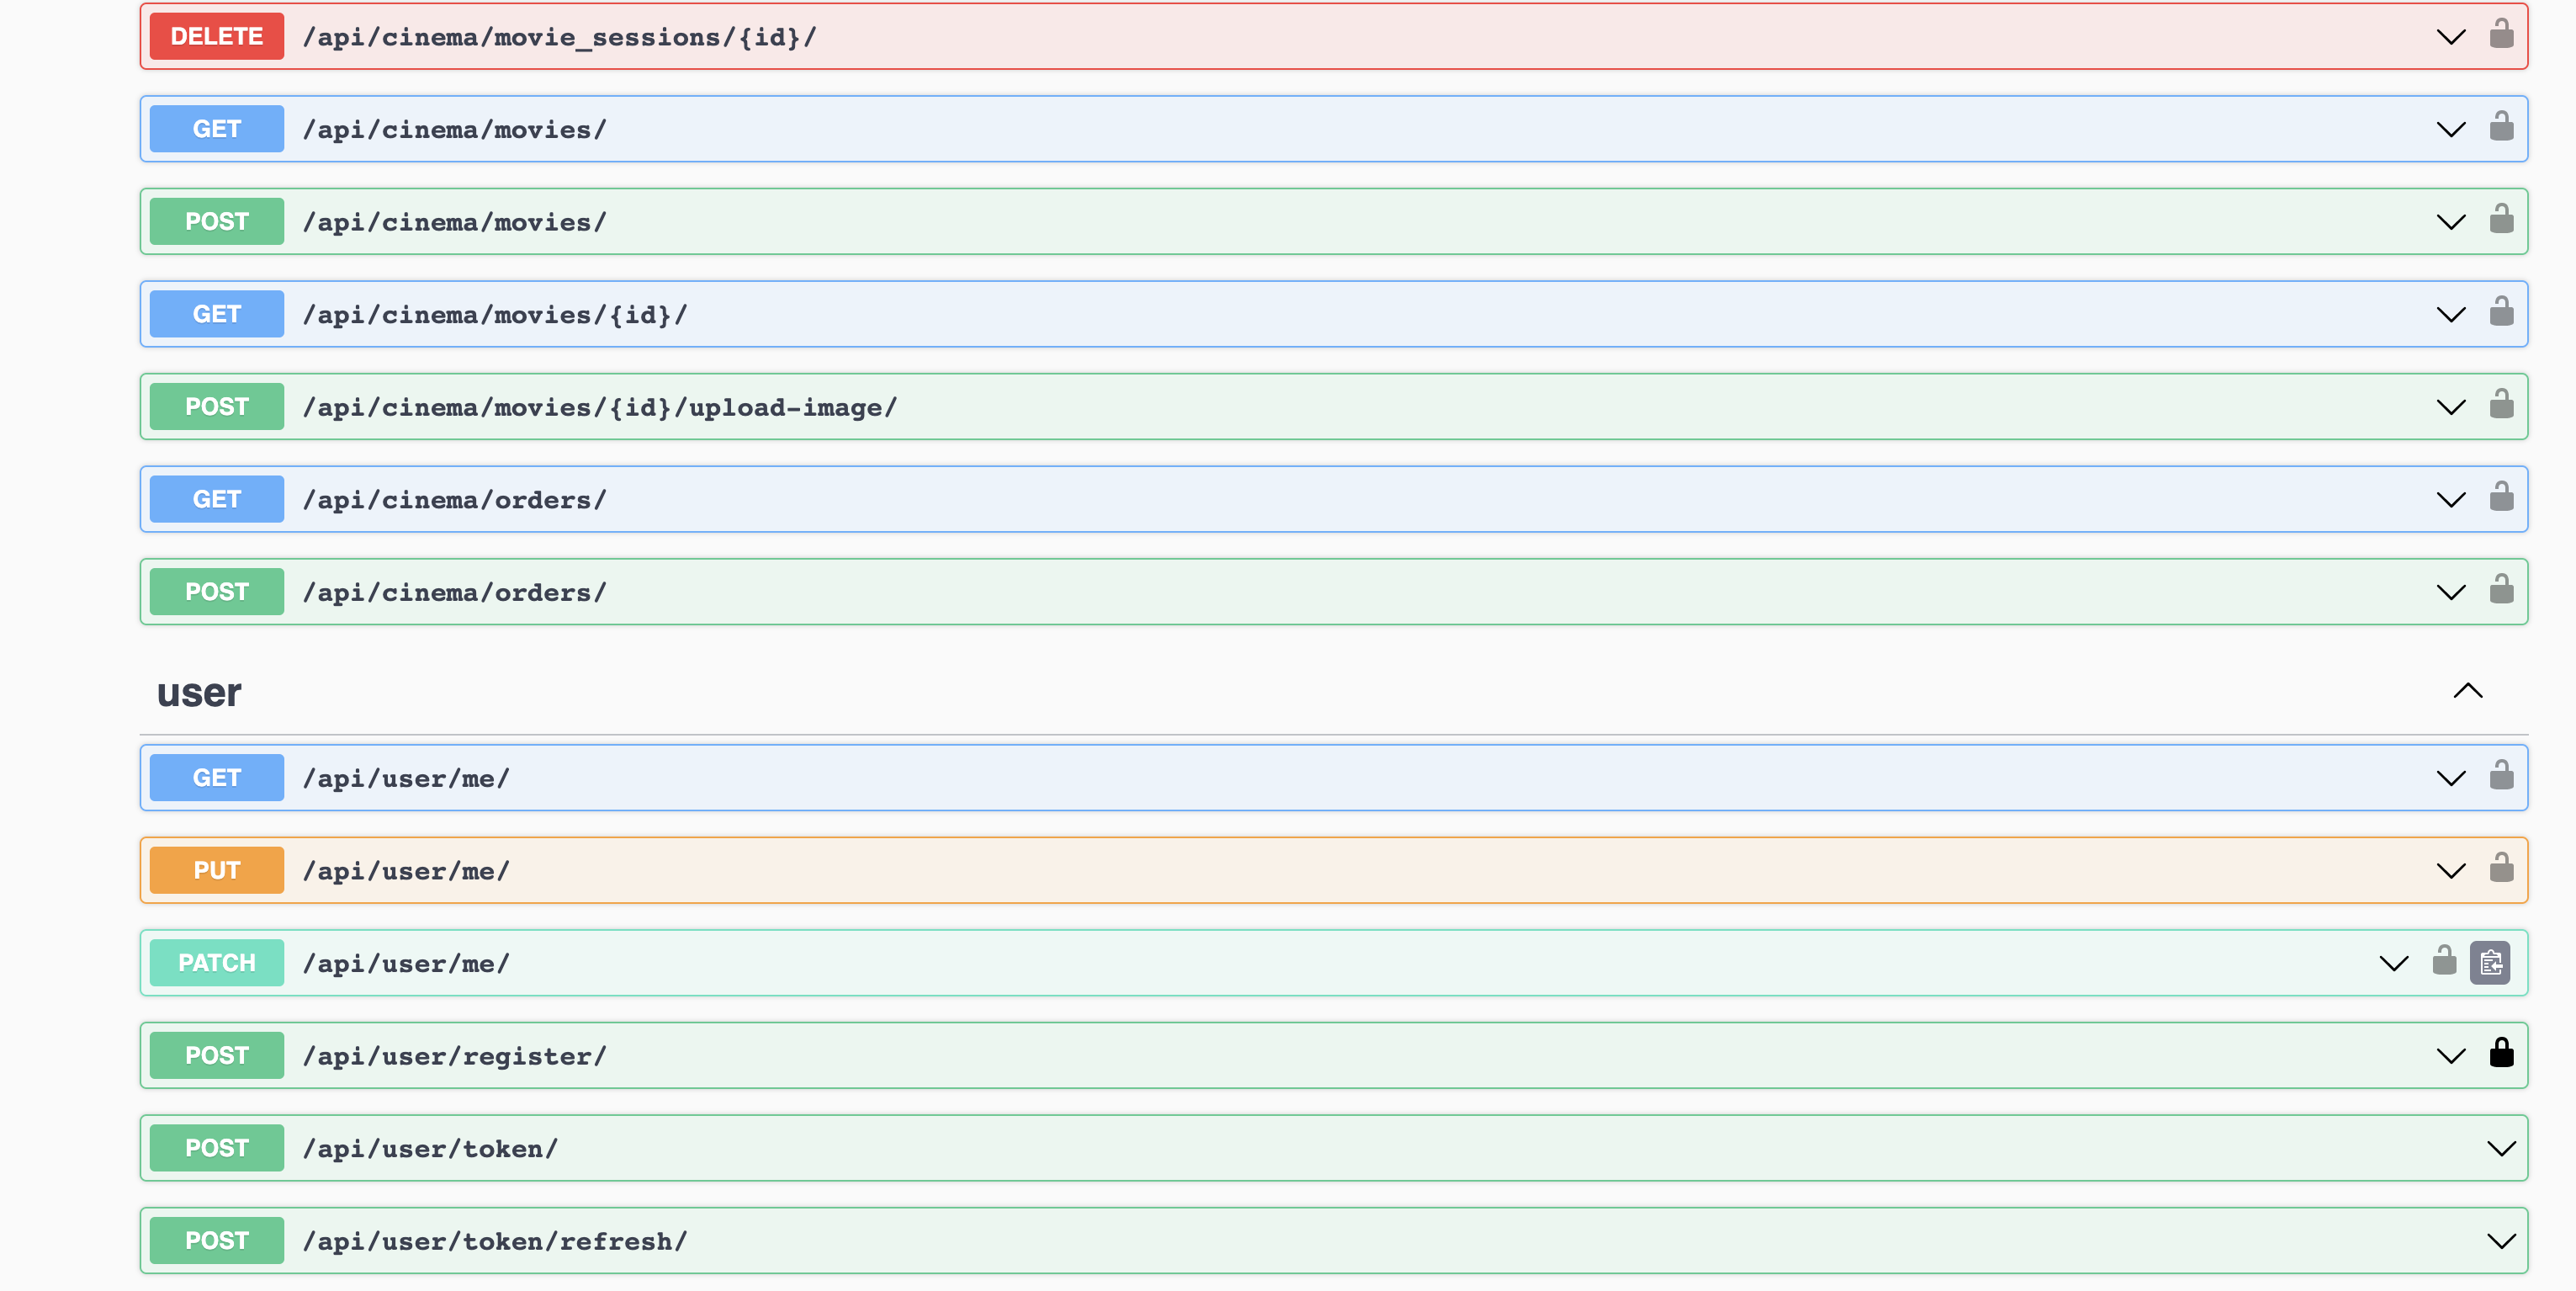 DELETE /api/cinema/movie_sessions/{id}/
GET /api/cinema/movies/
POST /api/cinema/movies/
GET /api/cinema/movies/{id}/
POST /api/cinema/movies/{id}/upload-image/
GET /api/cinema/orders/
POST /api/cinema/orders/
user
GET /api/user/me/
PUT /api/user/me/
PATCH /api/user/me/
POST /api/user/register/
POST /api/user/token/
POST /api/user/token/refresh/